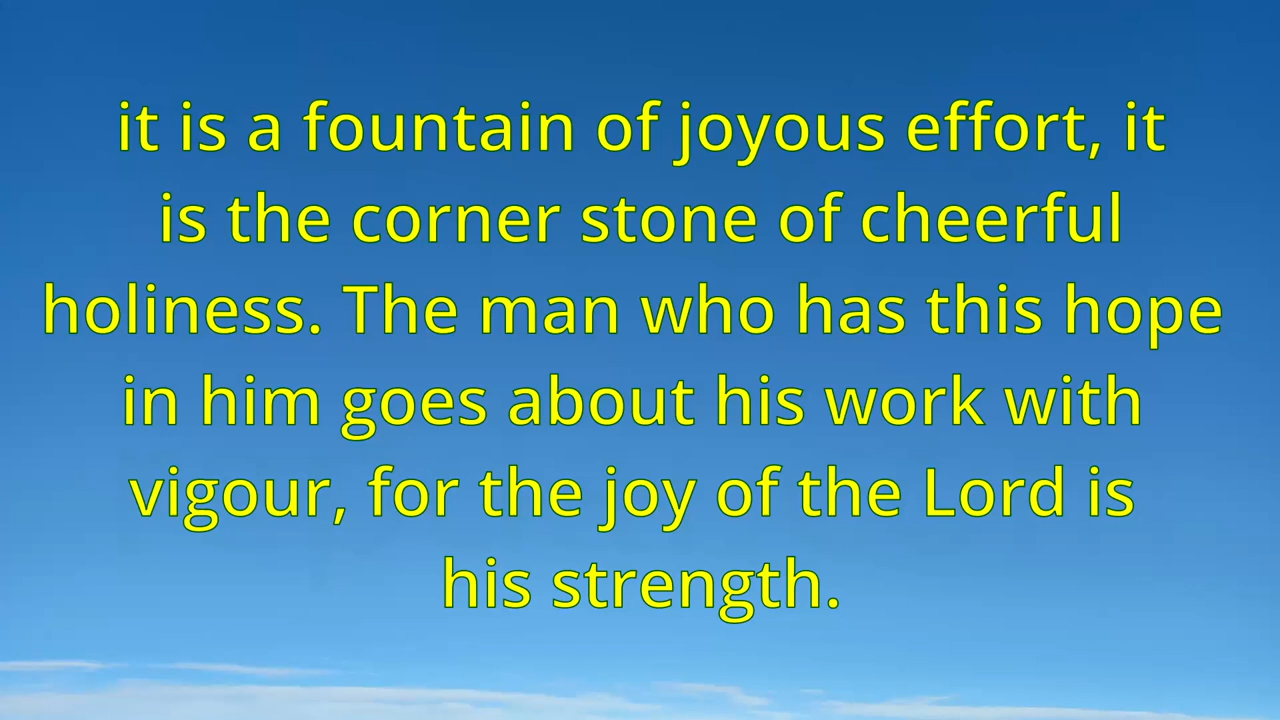 it is a fountain of joyous effort, it
is the corner stone of cheerful
holiness. The man who has this hope
in him goes about his work with
vigour, for the joy of the Lord is
his strength.